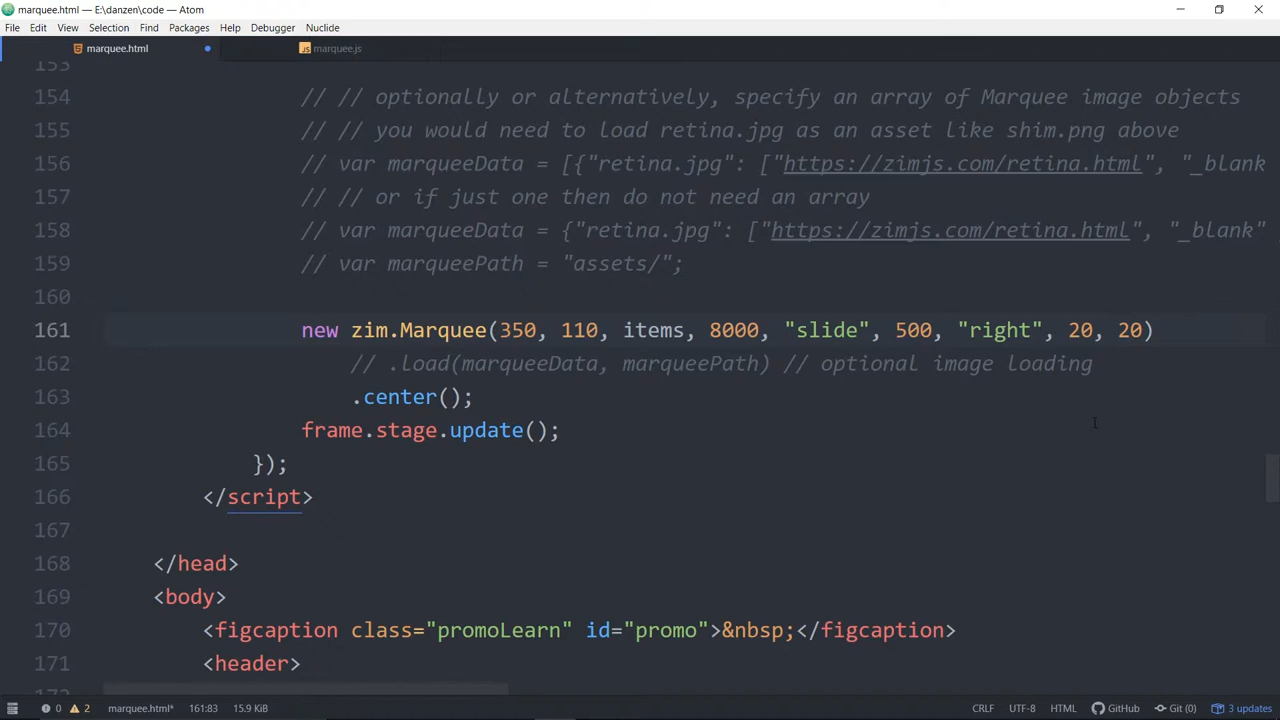 marquee.html — E:\danzen\code — Atom
File Edit View Selection Find Packages Help Debugger Nuclide
marquee.html marquee.js
153
154 // // optionally or alternatively, specify an array of Marquee image objects
155 // // you would need to load retina.jpg as an asset like shim.png above
156 // var marqueeData = [{"retina.jpg": ["https://zimjs.com/retina.html", "_blank
157 // // or if just one then do not need an array
158 // var marqueeData = {"retina.jpg": ["https://zimjs.com/retina.html", "_blank"
159 // var marqueePath = "assets/";
160
161 new zim.Marquee(350, 110, items, 8000, "slide", 500, "right", 20, 20)
162 // .load(marqueeData, marqueePath) // optional image loading
163 .center();
164 frame.stage.update();
165 });
166 </script>
167
168 </head>
169 <body>
170 <figcaption class="promoLearn" id="promo">&nbsp;</figcaption>
171 <header>
0 2 marquee.html* 161:83 15.9 KiB CRLF UTF-8 HTML GitHub Git (0) 3 updates